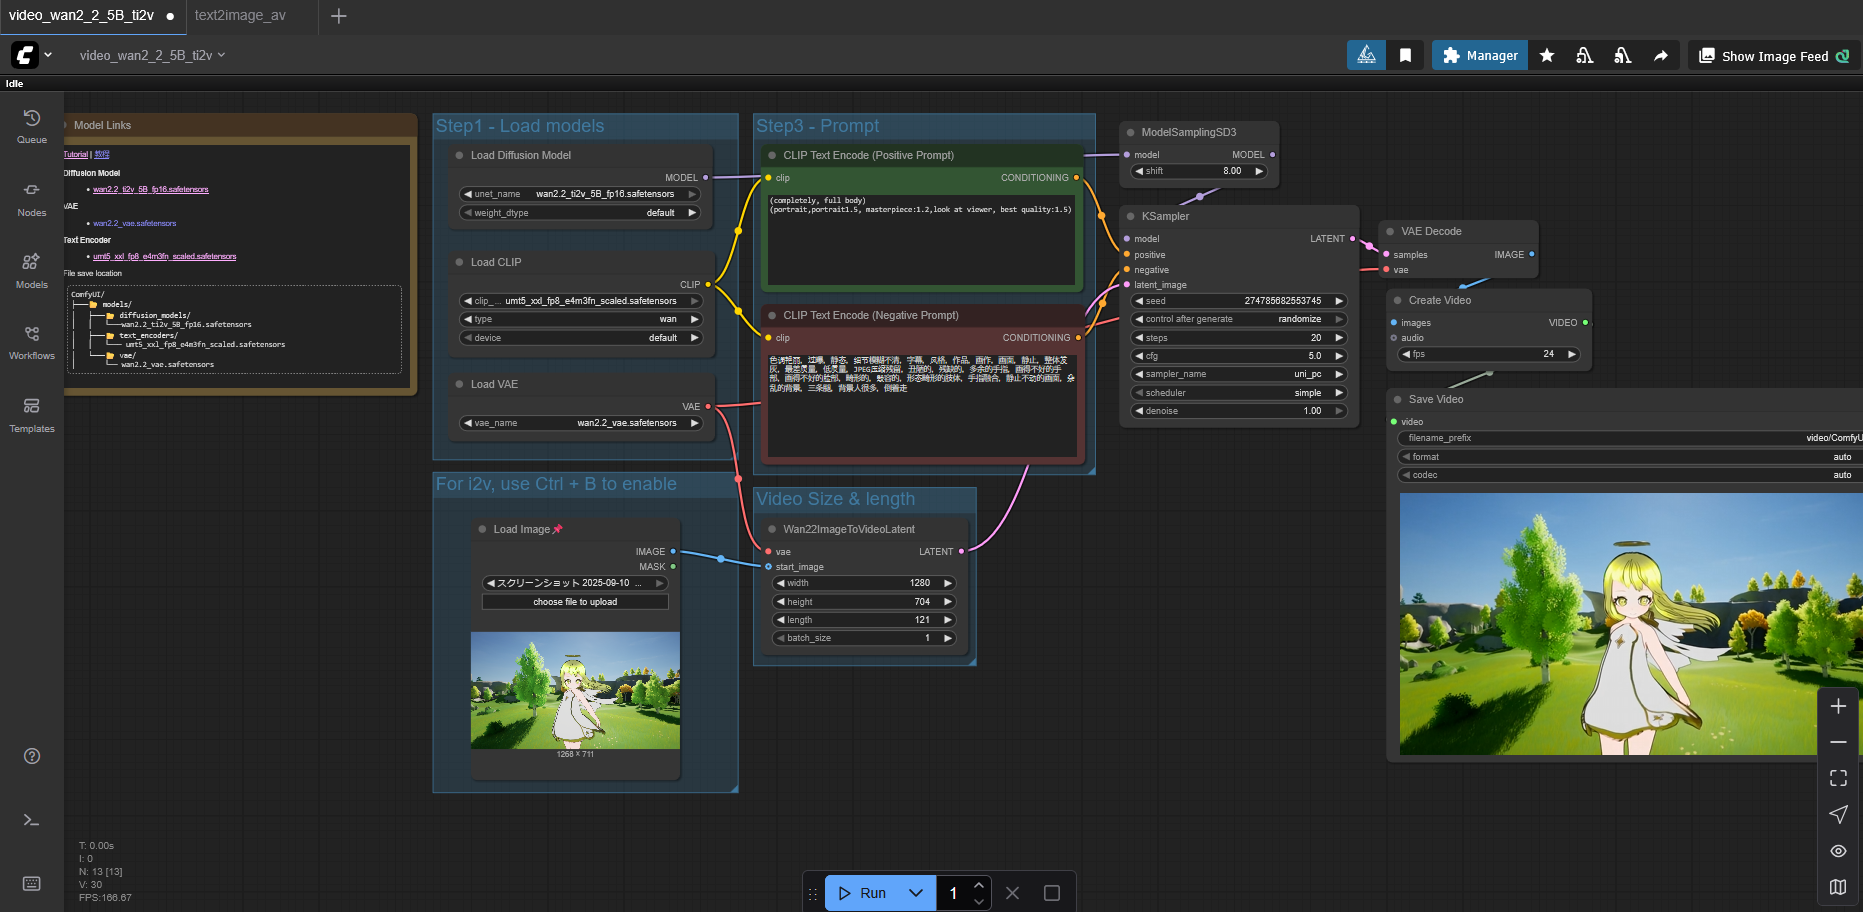 video_wan2_2_5B_ti2v
text2image_av
video_wan2_2_5B_ti2v
Manager
Show Image Feed
Idle
Queue
Nodes
Models
Workflows
Templates
Model Links
Tutorial | 教程
Diffusion Model
wan2.2_ti2v_5B_fp16.safetensors
VAE
wan2.2_vae.safetensors
Text Encoder
umt5_xxl_fp8_e4m3fn_scaled.safetensors
File save location
ComfyUI/
models/
diffusion_models/
wan2.2_ti2v_5B_fp16.safetensors
text_encoders/
umt5_xxl_fp8_e4m3fn_scaled.safetensors
vae/
wan2.2_vae.safetensors
Step1 - Load models
Load Diffusion Model
MODEL
unet_name wan2.2_ti2v_5B_fp16.safetensors
weight_dtype default
Load CLIP
CLIP
clip_... umt5_xxl_fp8_e4m3fn_scaled.safetensors
type wan
device default
Load VAE
VAE
vae_name wan2.2_vae.safetensors
For i2v, use Ctrl + B to enable
Load Image📌
IMAGE
MASK
スクリーンショット 2025-09-10 ...
choose file to upload
1268 × 711
Step3 - Prompt
CLIP Text Encode (Positive Prompt)
clip CONDITIONING
(completely, full body)
(portrait,portrait1.5, masterpiece:1.2,look at viewer, best quality:1.5)
CLIP Text Encode (Negative Prompt)
clip CONDITIONING
色调艳丽，过曝，静态，细节模糊不清，字幕，风格，作品，画作，画面，静止，整体发
灰，最差质量，低质量，JPEG压缩残留，丑陋的，残缺的，多余的手指，画得不好的手
部，画得不好的脸部，畸形的，毁容的，形态畸形的肢体，手指融合，静止不动的画面，杂
乱的背景，三条腿，背景人很多，倒着走
Video Size & length
Wan22ImageToVideoLatent
vae LATENT
start_image
width 1280
height 704
length 121
batch_size 1
ModelSamplingSD3
model MODEL
shift 8.00
KSampler
model LATENT
positive
negative
latent_image
seed 274785682553745
control after generate randomize
steps 20
cfg 5.0
sampler_name uni_pc
scheduler simple
denoise 1.00
VAE Decode
samples IMAGE
vae
Create Video
images VIDEO
audio
fps 24
Save Video
video
filename_prefix video/ComfyU
format auto
codec auto
T: 0.00s
I: 0
N: 13 [13]
V: 30
FPS:166.67
Run
1